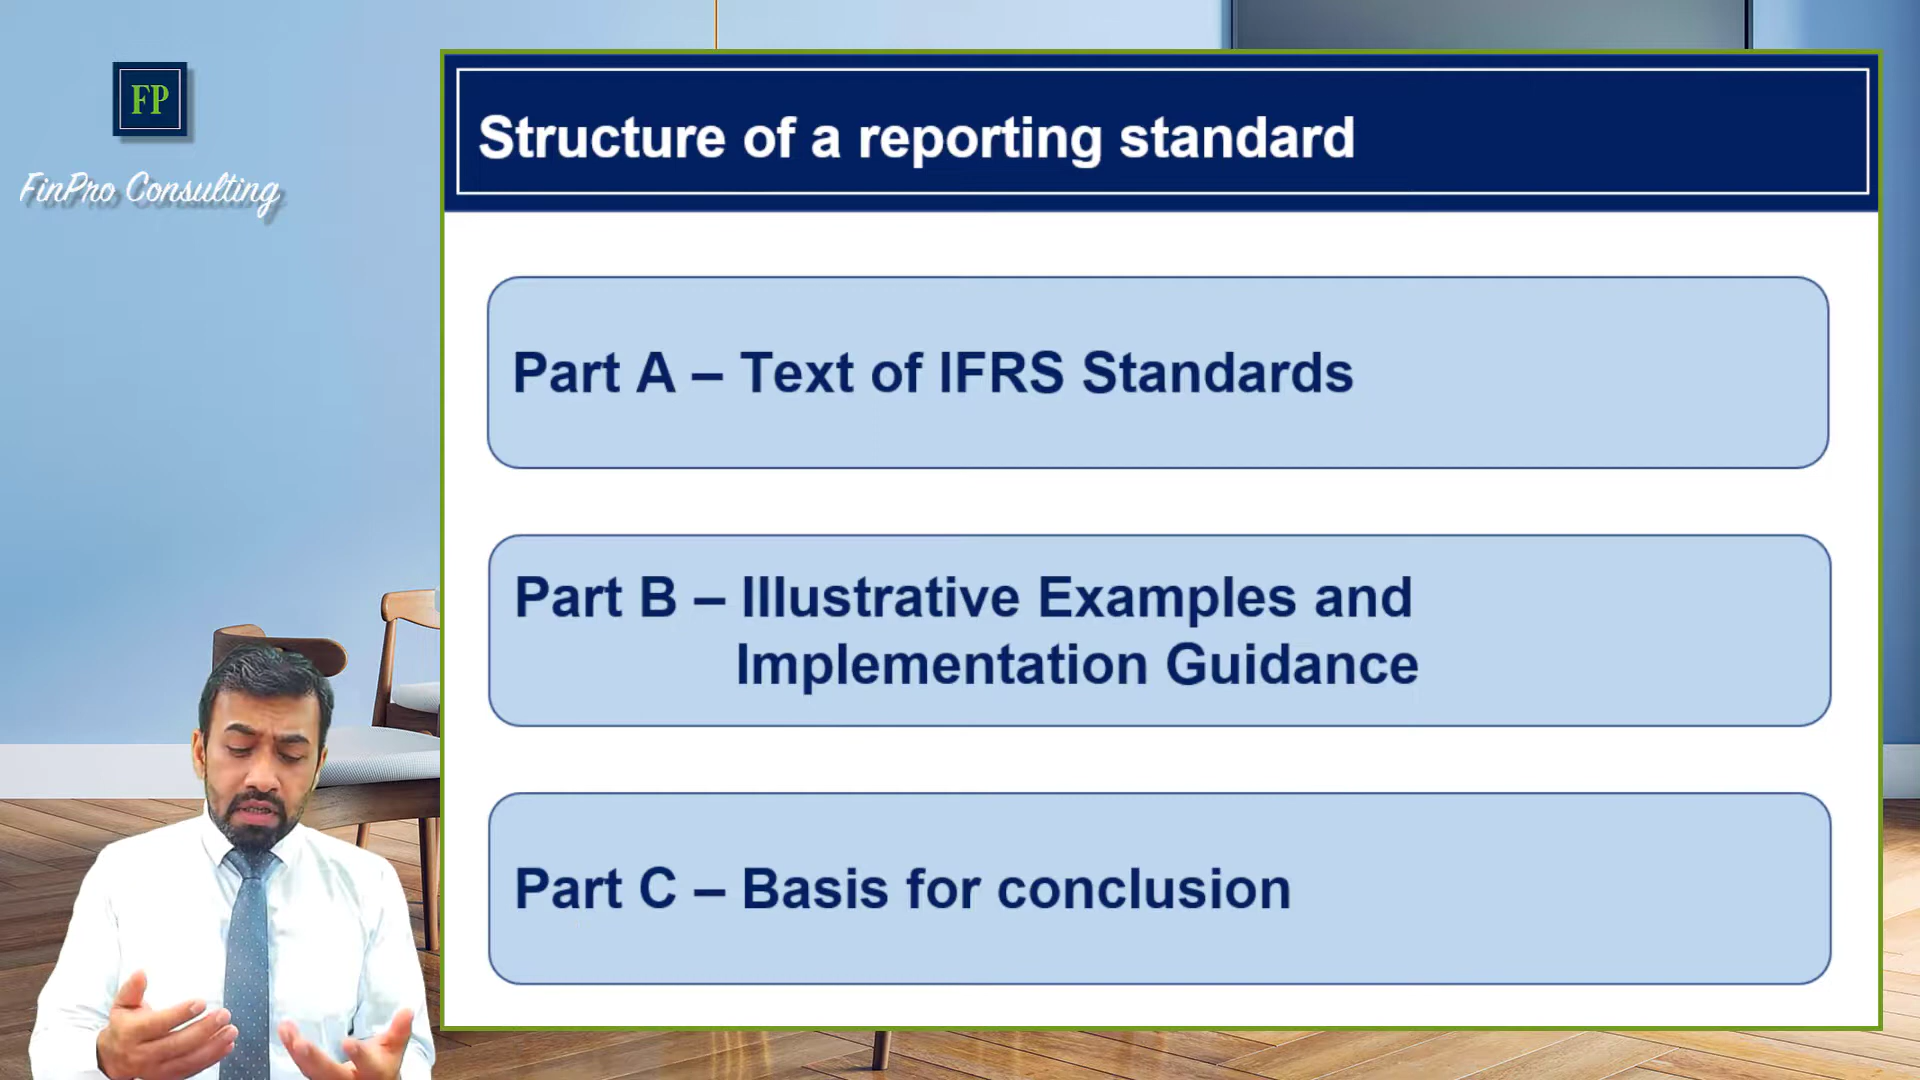 FP
FinPro Consulting
Structure of a reporting standard
Part A – Text of IFRS Standards
Part B – Illustrative Examples and
Implementation Guidance
Part C – Basis for conclusion